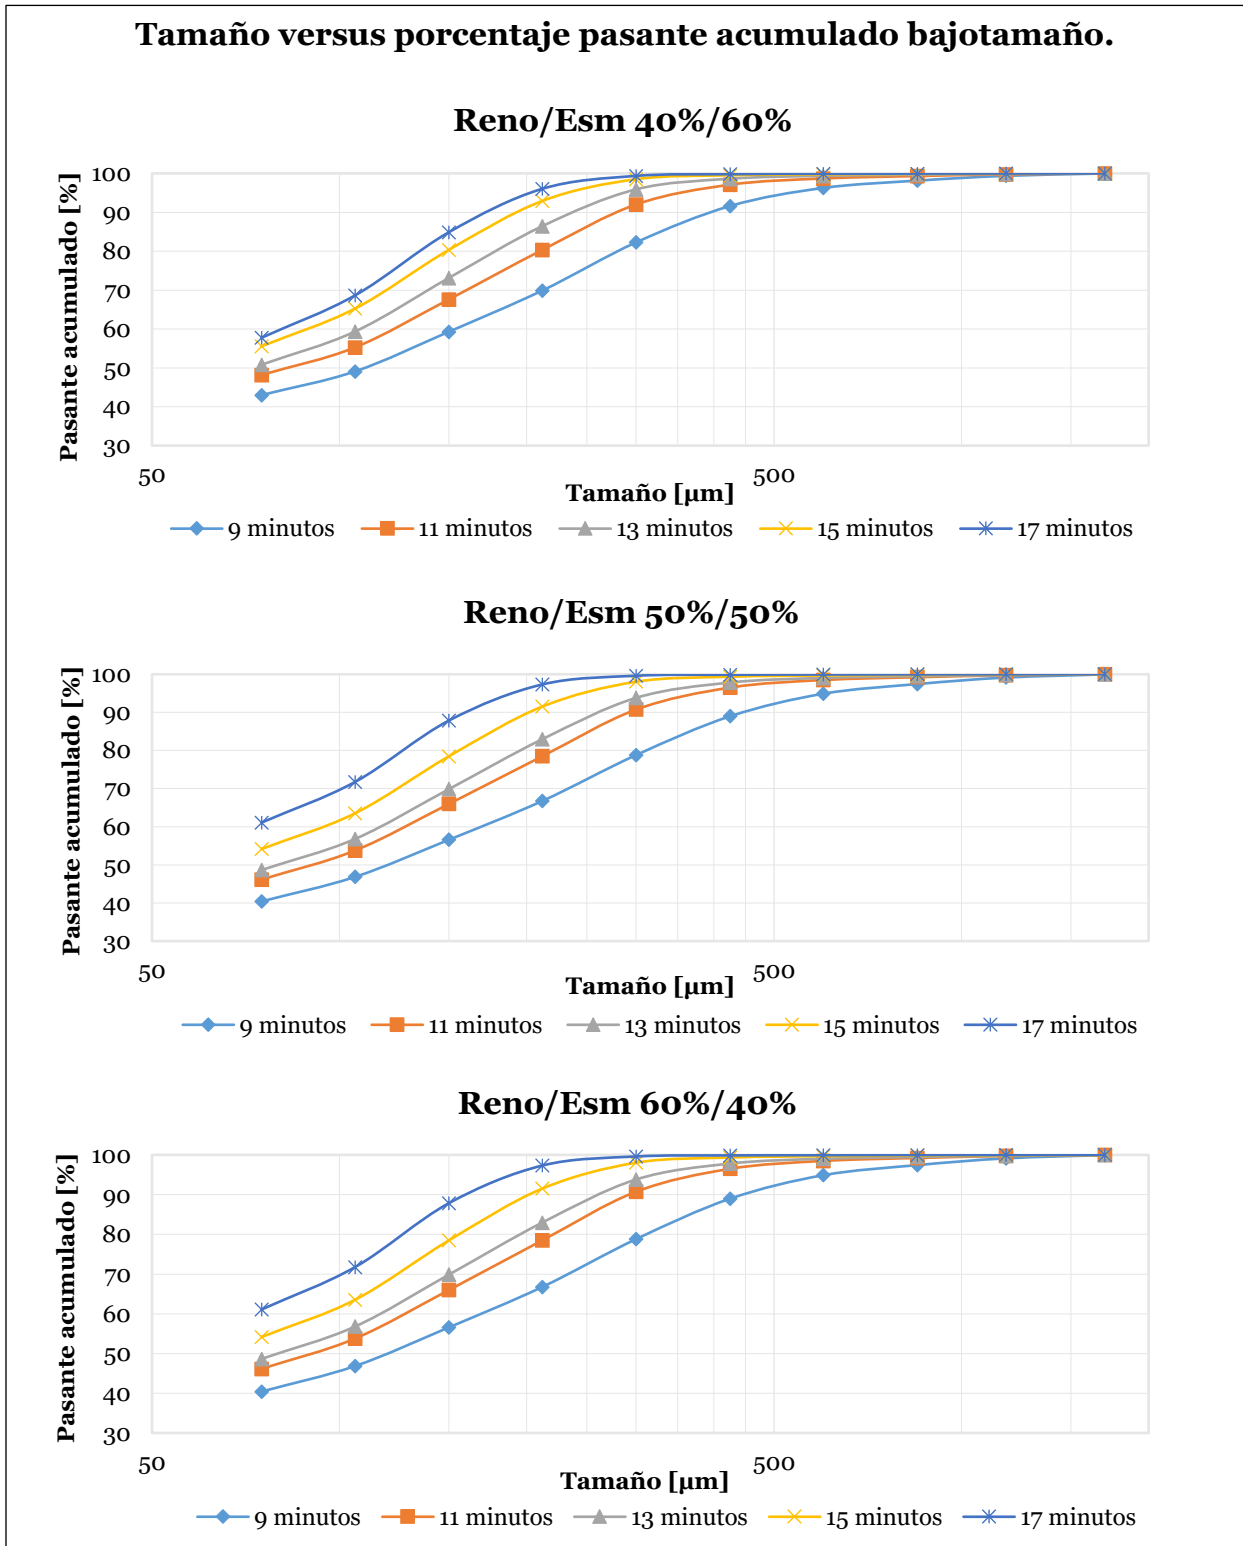 Tamaño versus porcentaje pasante acumulado bajotamaño.
Reno/Esm 40%/60%
Pasante acumulado [%]
100
90
80
70
60
50
40
30
50 500
Tamaño [µm]
9 minutos 11 minutos 13 minutos 15 minutos 17 minutos
Reno/Esm 50%/50%
Pasante acumulado [%]
100
90
80
70
60
50
40
30
50 500
Tamaño [µm]
9 minutos 11 minutos 13 minutos 15 minutos 17 minutos
Reno/Esm 60%/40%
Pasante acumulado [%]
100
90
80
70
60
50
40
30
50 500
Tamaño [µm]
9 minutos 11 minutos 13 minutos 15 minutos 17 minutos